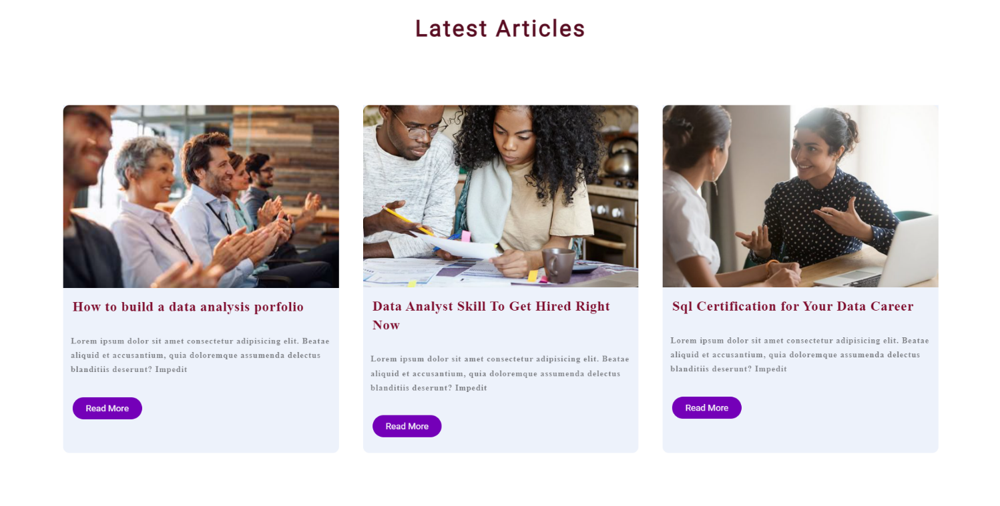 Latest Articles
How to build a data analysis porfolio
Lorem ipsum dolor sit amet consectetur adipisicing elit. Beatae
aliquid et accusantium, quia doloremque assumenda delectus
blanditiis deserunt? Impedit
Read More
Data Analyst Skill To Get Hired Right
Now
Lorem ipsum dolor sit amet consectetur adipisicing elit. Beatae
aliquid et accusantium, quia doloremque assumenda delectus
blanditiis deserunt? Impedit
Read More
Sql Certification for Your Data Career
Lorem ipsum dolor sit amet consectetur adipisicing elit. Beatae
aliquid et accusantium, quia doloremque assumenda delectus
blanditiis deserunt? Impedit
Read More